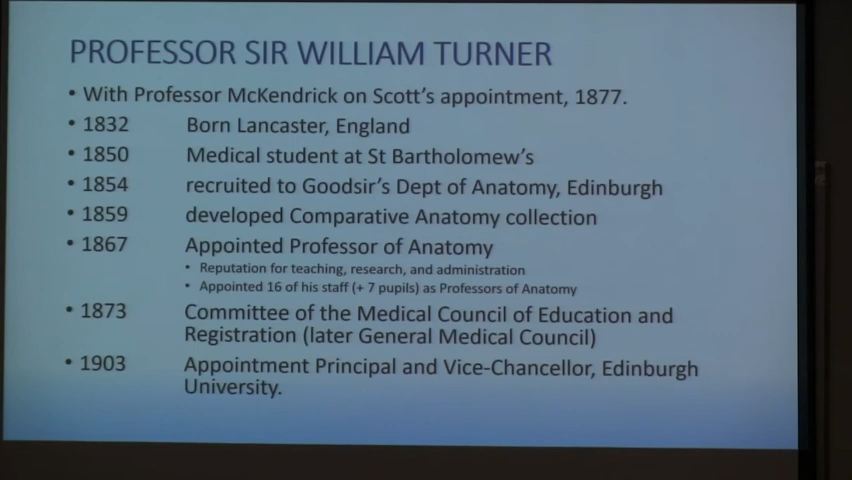 PROFESSOR SIR WILLIAM TURNER
• With Professor McKendrick on Scott's appointment, 1877.
• 1832 Born Lancaster, England
• 1850 Medical student at St Bartholomew's
• 1854 recruited to Goodsir's Dept of Anatomy, Edinburgh
• 1859 developed Comparative Anatomy collection
• 1867 Appointed Professor of Anatomy
• Reputation for teaching, research, and administration
• Appointed 16 of his staff (+ 7 pupils) as Professors of Anatomy
• 1873 Committee of the Medical Council of Education and
Registration (later General Medical Council)
• 1903 Appointment Principal and Vice-Chancellor, Edinburgh
University.